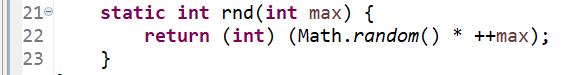 21 static int rnd(int max) {
22 return (int) (Math.random() * ++max);
23 }